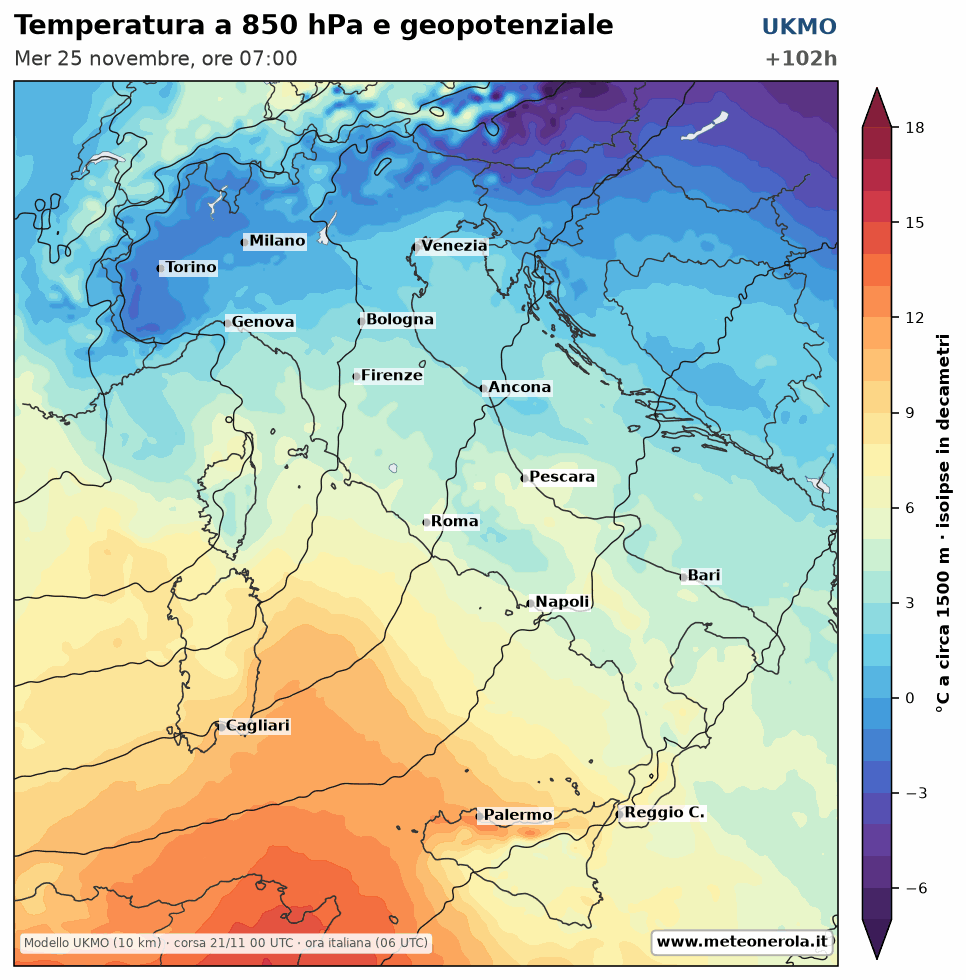 Temperatura a 850 hPa e geopotenziale
UKMO
Mer 25 novembre, ore 07:00
+102h
Milano
Venezia
Torino
Genova
Bologna
Firenze
Ancona
Pescara
Roma
Bari
Napoli
Cagliari
Palermo
Reggio C.
18
15
12
9
6
3
0
−3
−6
°C a circa 1500 m · isoipse in decametri
Modello UKMO (10 km) · corsa 21/11 00 UTC · ora italiana (06 UTC)
www.meteonerola.it